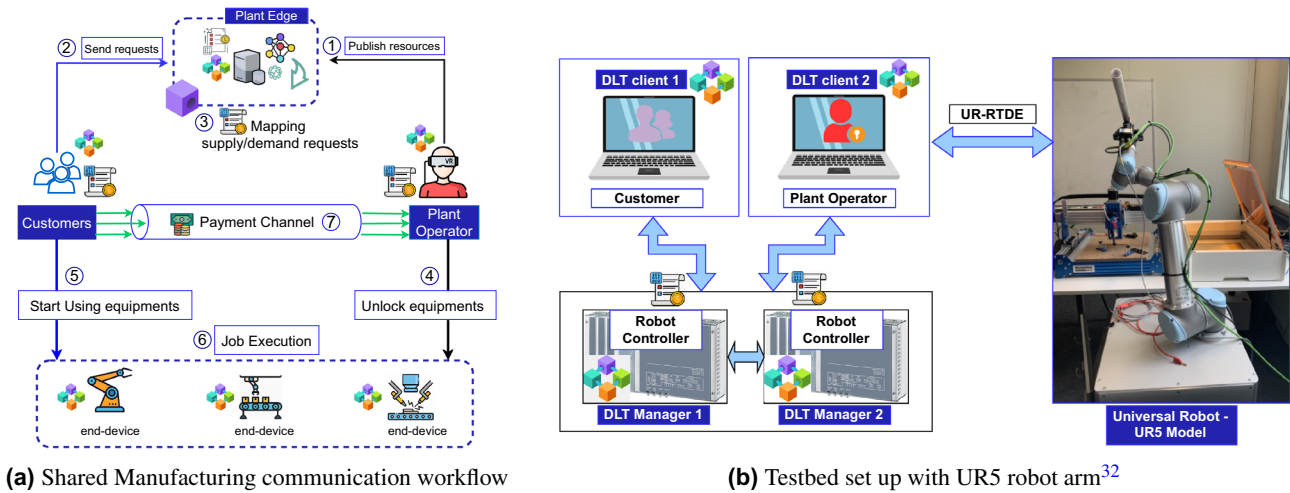 Plant Edge
② Send requests
① Publish resources
③ Mapping
supply/demand requests
VR
Customers
Payment Channel ⑦
Plant
Operator
⑤
Start Using equipments
④
Unlock equipments
⑥ Job Execution
end-device
end-device
end-device
(a) Shared Manufacturing communication workflow
DLT client 1
DLT client 2
Customer
Plant Operator
UR-RTDE
Robot
Controller
Robot
Controller
DLT Manager 1
DLT Manager 2
Universal Robot -
UR5 Model
(b) Testbed set up with UR5 robot arm32